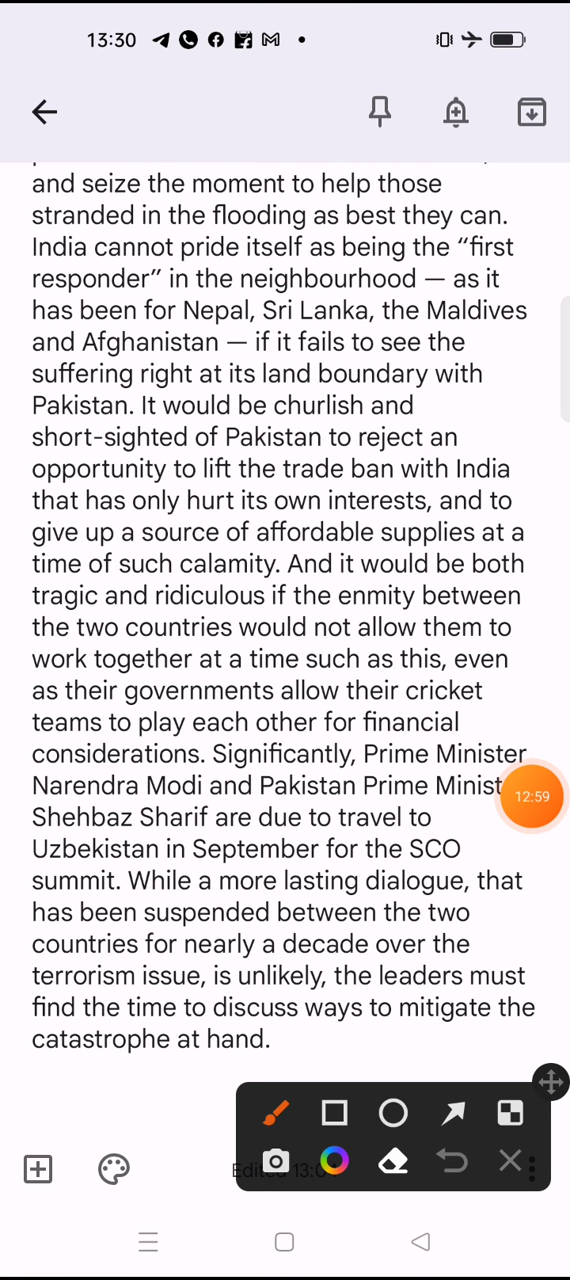 13:30
and seize the moment to help those
stranded in the flooding as best they can.
India cannot pride itself as being the “first
responder” in the neighbourhood — as it
has been for Nepal, Sri Lanka, the Maldives
and Afghanistan — if it fails to see the
suffering right at its land boundary with
Pakistan. It would be churlish and
short-sighted of Pakistan to reject an
opportunity to lift the trade ban with India
that has only hurt its own interests, and to
give up a source of affordable supplies at a
time of such calamity. And it would be both
tragic and ridiculous if the enmity between
the two countries would not allow them to
work together at a time such as this, even
as their governments allow their cricket
teams to play each other for financial
considerations. Significantly, Prime Minister
Narendra Modi and Pakistan Prime Minist
12:59
Shehbaz Sharif are due to travel to
Uzbekistan in September for the SCO
summit. While a more lasting dialogue, that
has been suspended between the two
countries for nearly a decade over the
terrorism issue, is unlikely, the leaders must
find the time to discuss ways to mitigate the
catastrophe at hand.
Edited